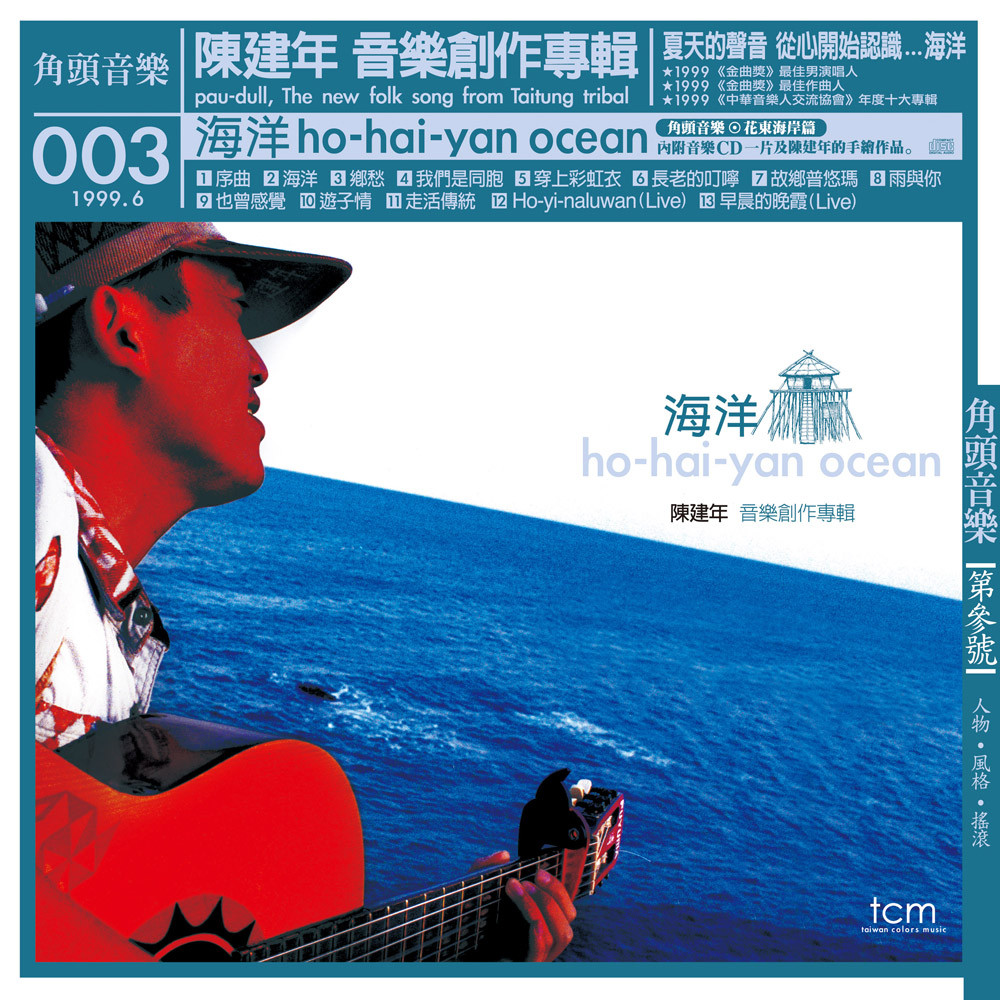 角頭音樂
003
1999.6
陳建年 音樂創作專輯
pau-dull, The new folk song from Taitung tribal
夏天的聲音 從心開始認識...海洋
★1999《金曲獎》最佳男演唱人
★1999《金曲獎》最佳作曲人
★1999《中華音樂人交流協會》年度十大專輯
海洋 ho-hai-yan ocean
角頭音樂⊙花東海岸篇
內附音樂CD一片及陳建年的手繪作品。
1 序曲 2 海洋 3 鄉愁 4 我們是同胞 5 穿上彩虹衣 6 長老的叮嚀 7 故鄉普悠瑪 8 雨與你
9 也曾感覺 10 遊子情 11 走活傳統 12 Ho-yi-naluwan(Live) 13 早晨的晚霞(Live)
海洋
ho-hai-yan ocean
陳建年 音樂創作專輯
角頭音樂
第參號
人物・風格・搖滾
tcm
taiwan colors music